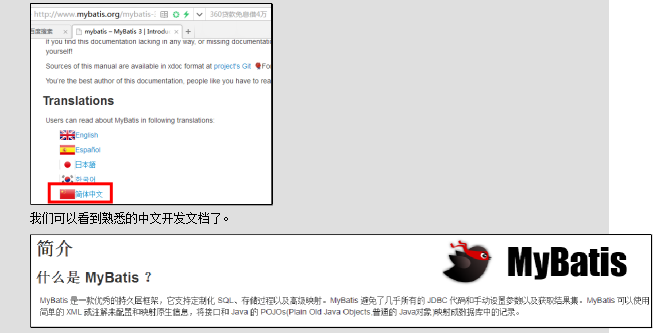 http://www.mybatis.org/mybatis-
360贷款免息借4万
mybatis – MyBatis 3 | Introdu
If you find this documentation lacking in any way, or missing documentation
yourself!
Sources of this manual are available in xdoc format at project's Git
You're the best author of this documentation, people like you have to rea
Translations
Users can read about MyBatis in following translations:
English
Español
日本語
한국어
简体中文
我们可以看到熟悉的中文开发文档了。
简介
MyBatis
什么是 MyBatis ？
MyBatis 是一款优秀的持久层框架，它支持定制化 SQL、存储过程以及高级映射。MyBatis 避免了几乎所有的 JDBC 代码和手动设置参数以及获取结果集。MyBatis 可以使用
简单的 XML 或注解来配置和映射原生信息，将接口和 Java 的 POJOs(Plain Old Java Objects,普通的 Java对象)映射成数据库中的记录。